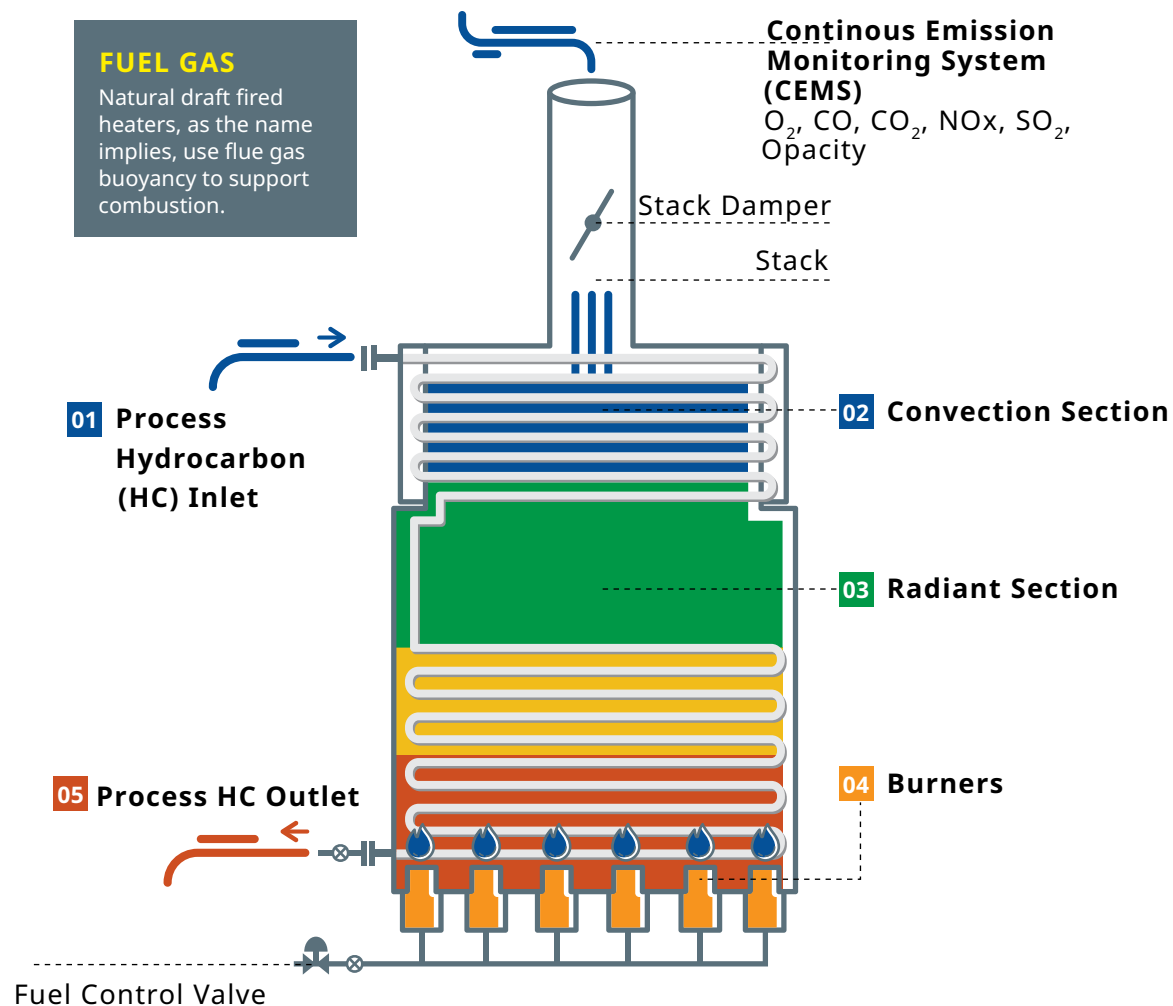 FUEL GAS
Natural draft fired
heaters, as the name
implies, use flue gas
buoyancy to support
combustion.
Continous Emission
Monitoring System
(CEMS)
O₂, CO, CO₂, NOx, SO₂,
Opacity
Stack Damper
Stack
01 Process
Hydrocarbon
(HC) Inlet
02 Convection Section
03 Radiant Section
04 Burners
05 Process HC Outlet
Fuel Control Valve